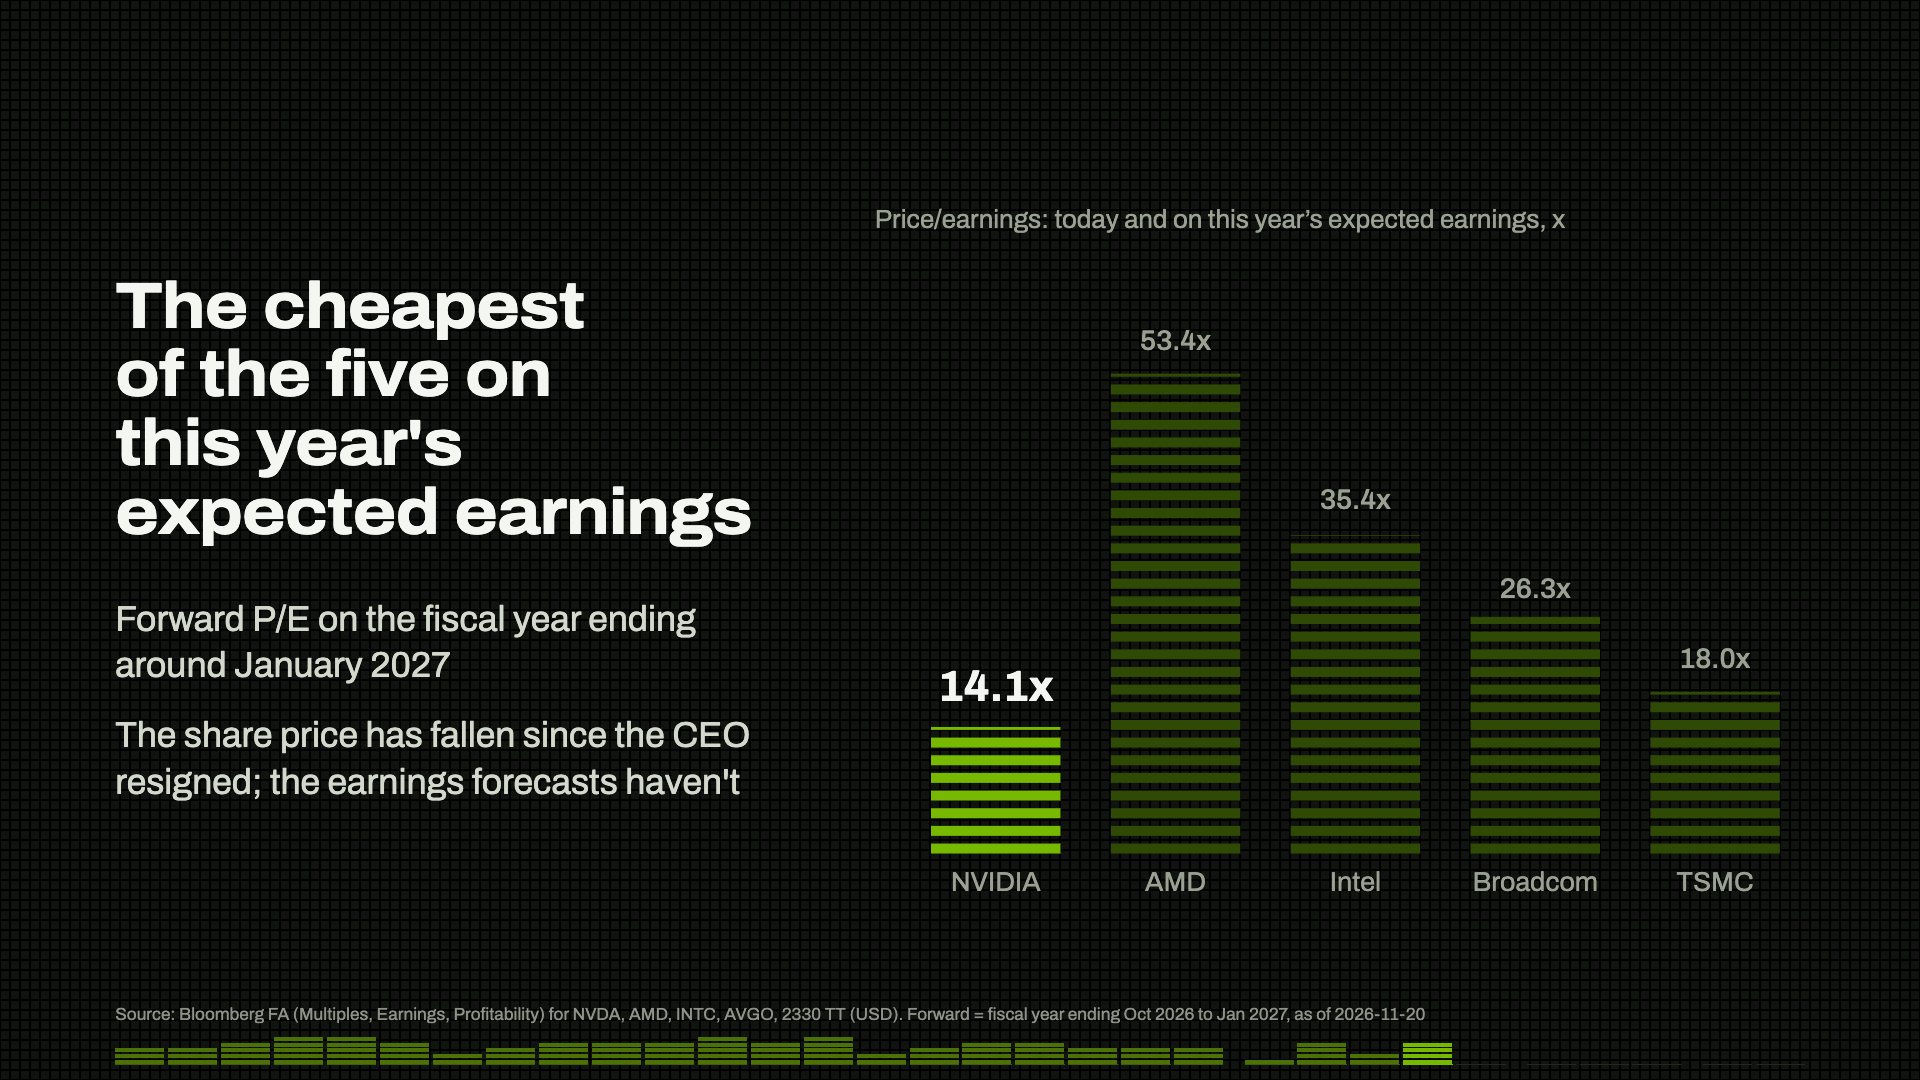 Price/earnings: today and on this year’s expected earnings, x
The cheapest
of the five on
this year's
expected earnings
Forward P/E on the fiscal year ending
around January 2027
The share price has fallen since the CEO
resigned; the earnings forecasts haven't
53.4x
35.4x
26.3x
18.0x
14.1x
NVIDIA
AMD
Intel
Broadcom
TSMC
Source: Bloomberg FA (Multiples, Earnings, Profitability) for NVDA, AMD, INTC, AVGO, 2330 TT (USD). Forward = fiscal year ending Oct 2026 to Jan 2027, as of 2026-11-20